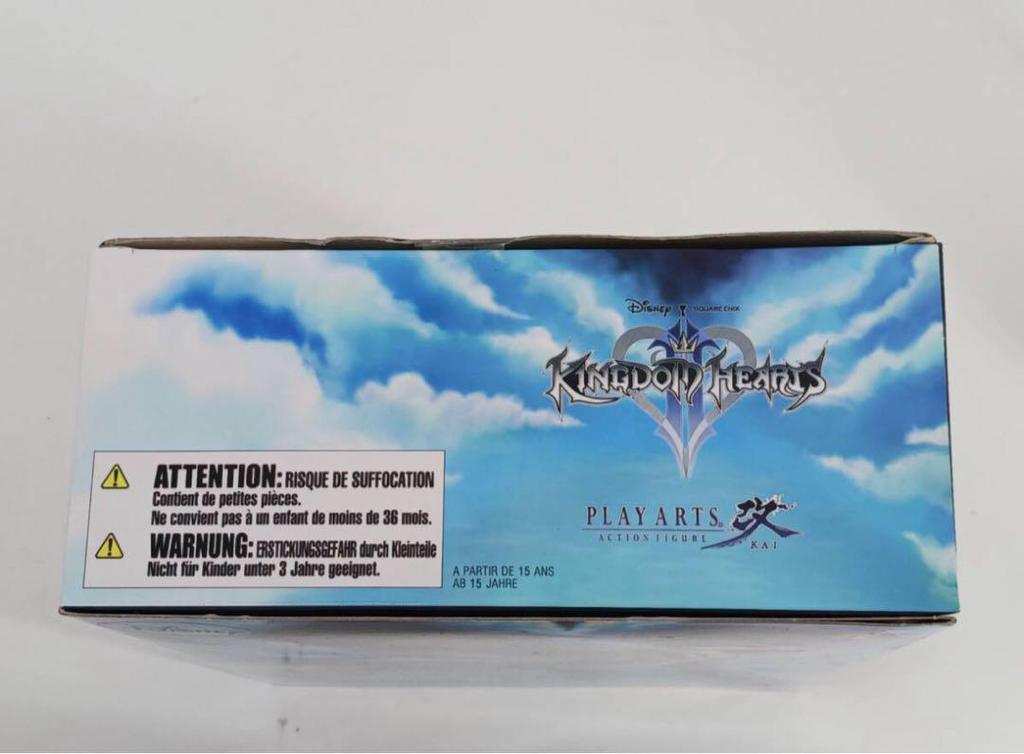 Disney SQUARE ENIX
KINGDOM HEARTS
II
PLAY ARTS® 改
ACTION FIGURE KAI
ATTENTION: RISQUE DE SUFFOCATION
Contient de petites pièces.
Ne convient pas à un enfant de moins de 36 mois.
WARNUNG: ERSTICKUNGSGEFAHR durch Kleinteile
Nicht für Kinder unter 3 Jahre geeignet.
A PARTIR DE 15 ANS
AB 15 JAHRE
Disney